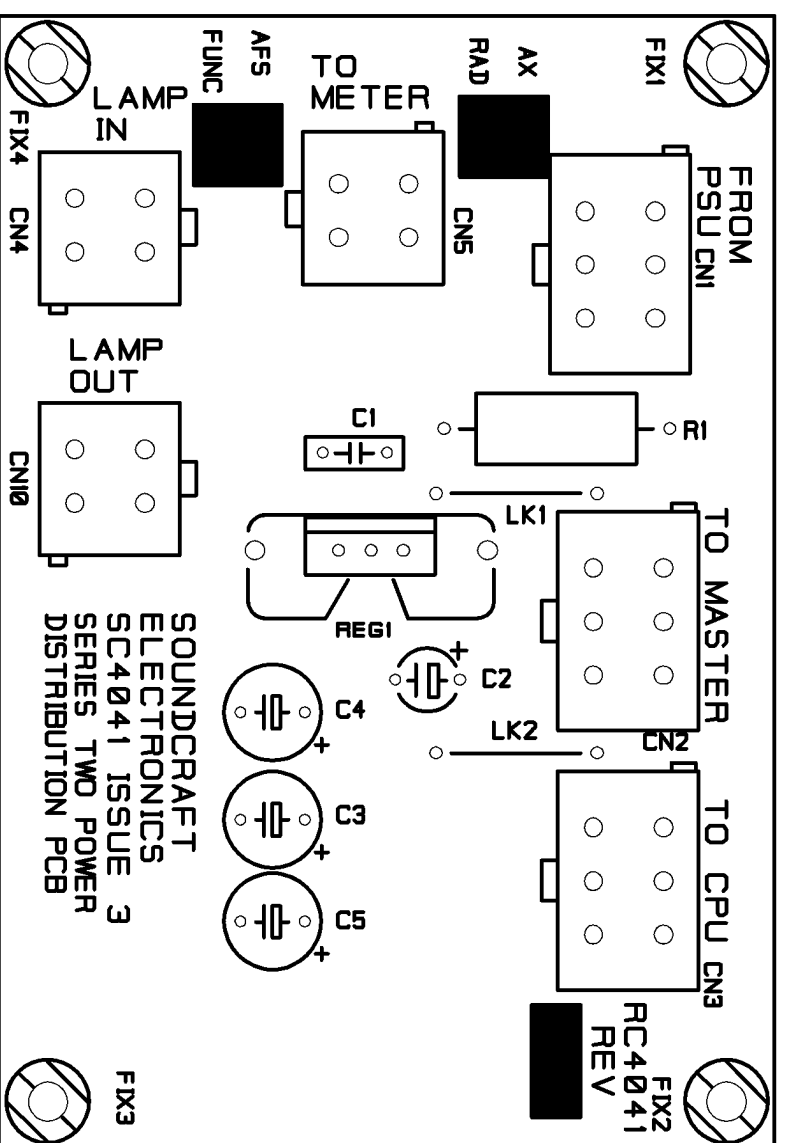 FIX4
LAMP
IN
CN4
FUNC
AFS
TO
METER
CN5
RAD
AX
FIX1
FROM
PSU
CN1
LAMP
OUT
CN10
C1
R1
LK1
REG1
TO MASTER
CN2
C2
C4
LK2
C3
C5
TO CPU
CN3
SOUNDCRAFT
ELECTRONICS
SC4041 ISSUE 3
SERIES TWO POWER
DISTRIBUTION PCB
RC4041
REV
FIX2
FIX3